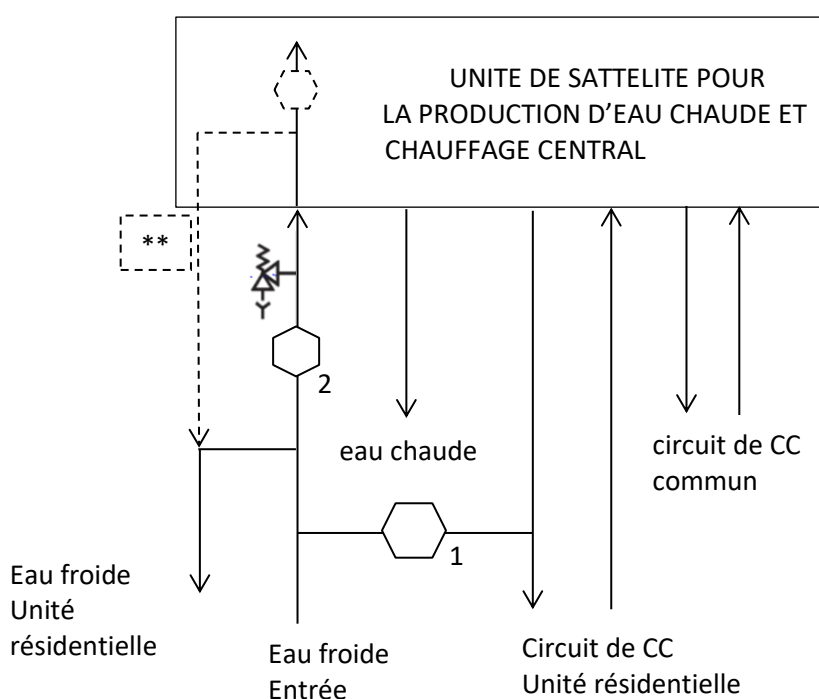 UNITE DE SATTELITE POUR
LA PRODUCTION D’EAU CHAUDE ET
CHAUFFAGE CENTRAL
**
2
eau chaude
circuit de CC
commun
1
Eau froide
Unité
résidentielle
Eau froide
Entrée
Circuit de CC
Unité résidentielle